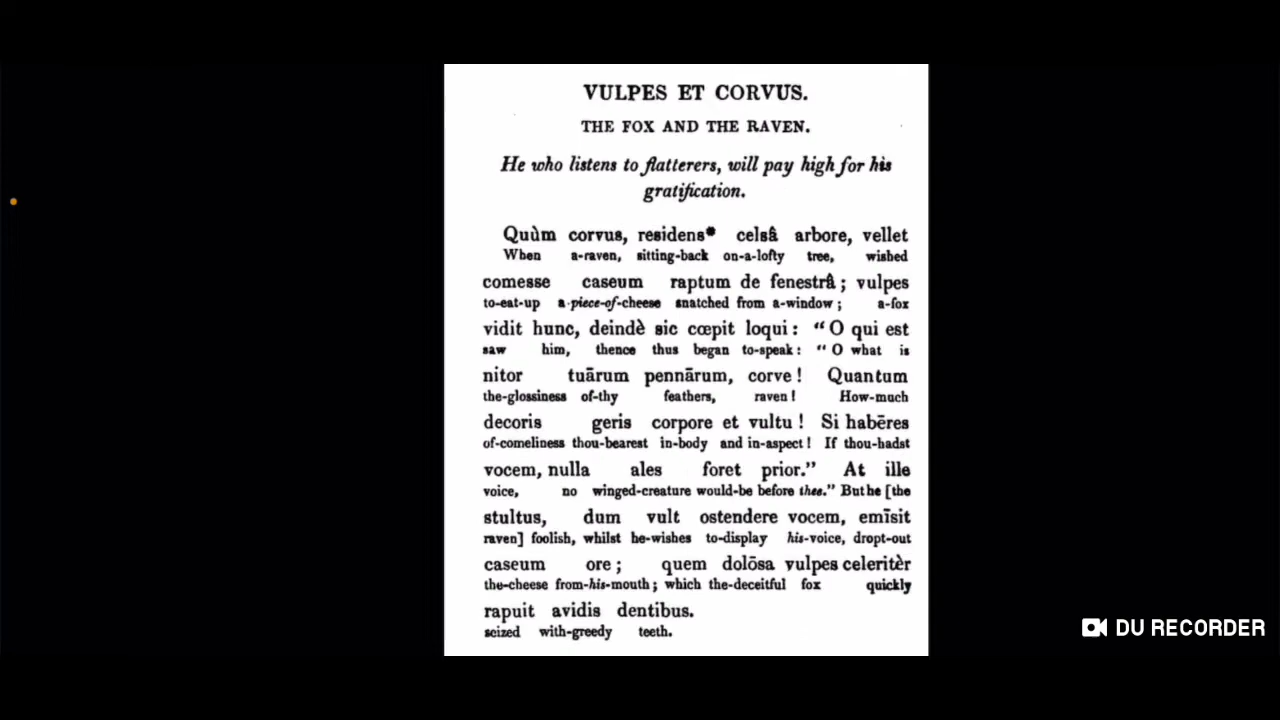 VULPES ET CORVUS.
THE FOX AND THE RAVEN.
He who listens to flatterers, will pay high for his
gratification.
Quùm corvus, residens* celsâ arbore, vellet
When a-raven, sitting-back on-a-lofty tree, wished
comesse caseum raptum de fenestrâ; vulpes
to-eat-up a-piece-of-cheese snatched from a-window; a-fox
vidit hunc, deindè sic cœpit loqui: "O qui est
saw him, thence thus began to-speak: "O what is
nitor tuārum pennārum, corve! Quantum
the-glossiness of-thy feathers, raven! How-much
decoris geris corpore et vultu! Si habēres
of-comeliness thou-bearest in-body and in-aspect! If thou-hadst
vocem, nulla ales foret prior." At ille
voice, no winged-creature would-be before thee." But he [the
stultus, dum vult ostendere vocem, emīsit
raven] foolish, whilst he-wishes to-display his-voice, dropt-out
caseum ore; quem dolōsa vulpes celeritèr
the-cheese from-his-mouth; which the-deceitful fox quickly
rapuit avidis dentibus.
seized with-greedy teeth.
DU RECORDER